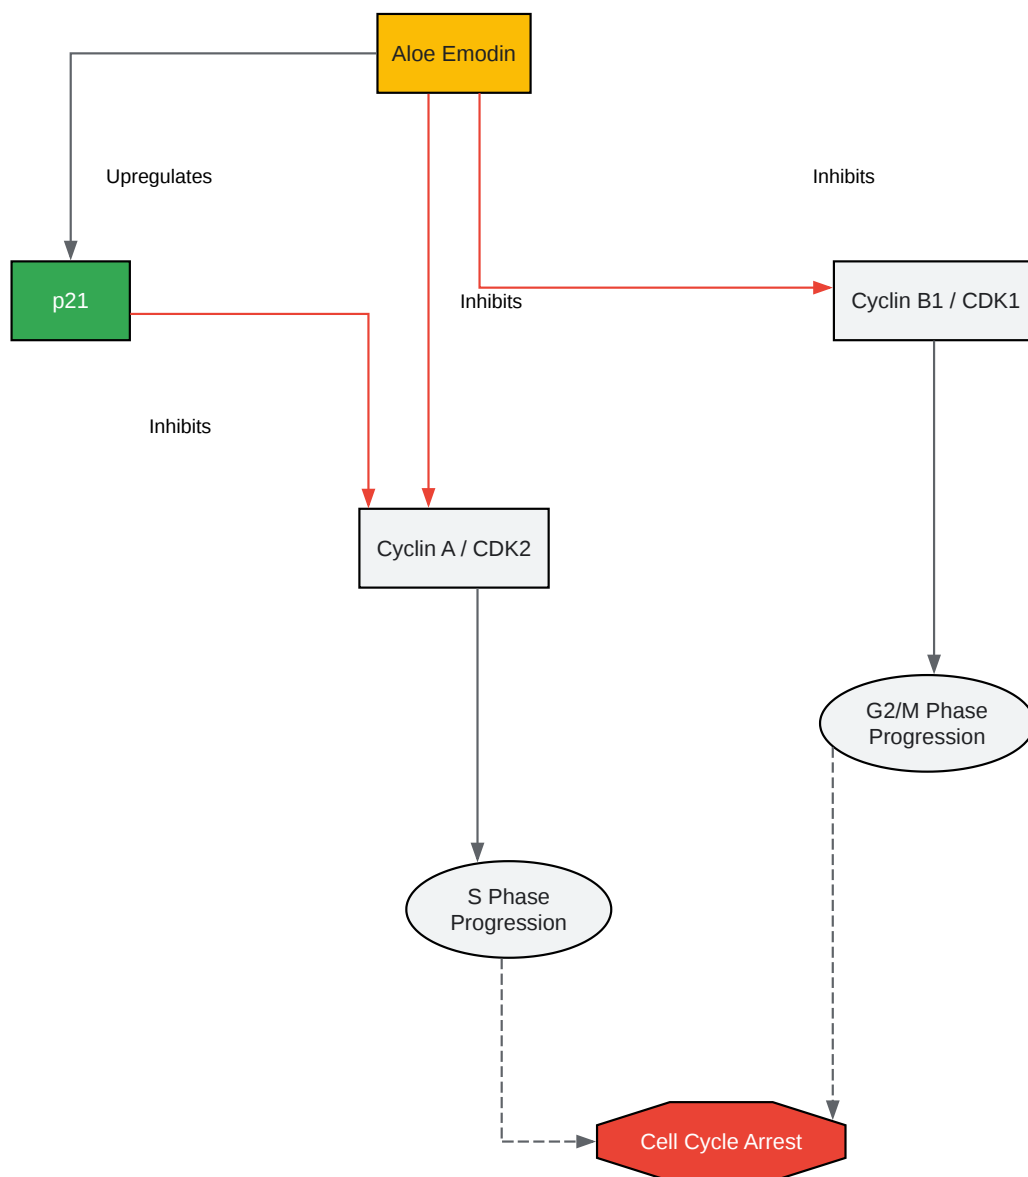 Aloe Emodin
Upregulates
Inhibits
p21
Inhibits
Cyclin B1 / CDK1
Inhibits
Cyclin A / CDK2
G2/M Phase
Progression
S Phase
Progression
Cell Cycle Arrest